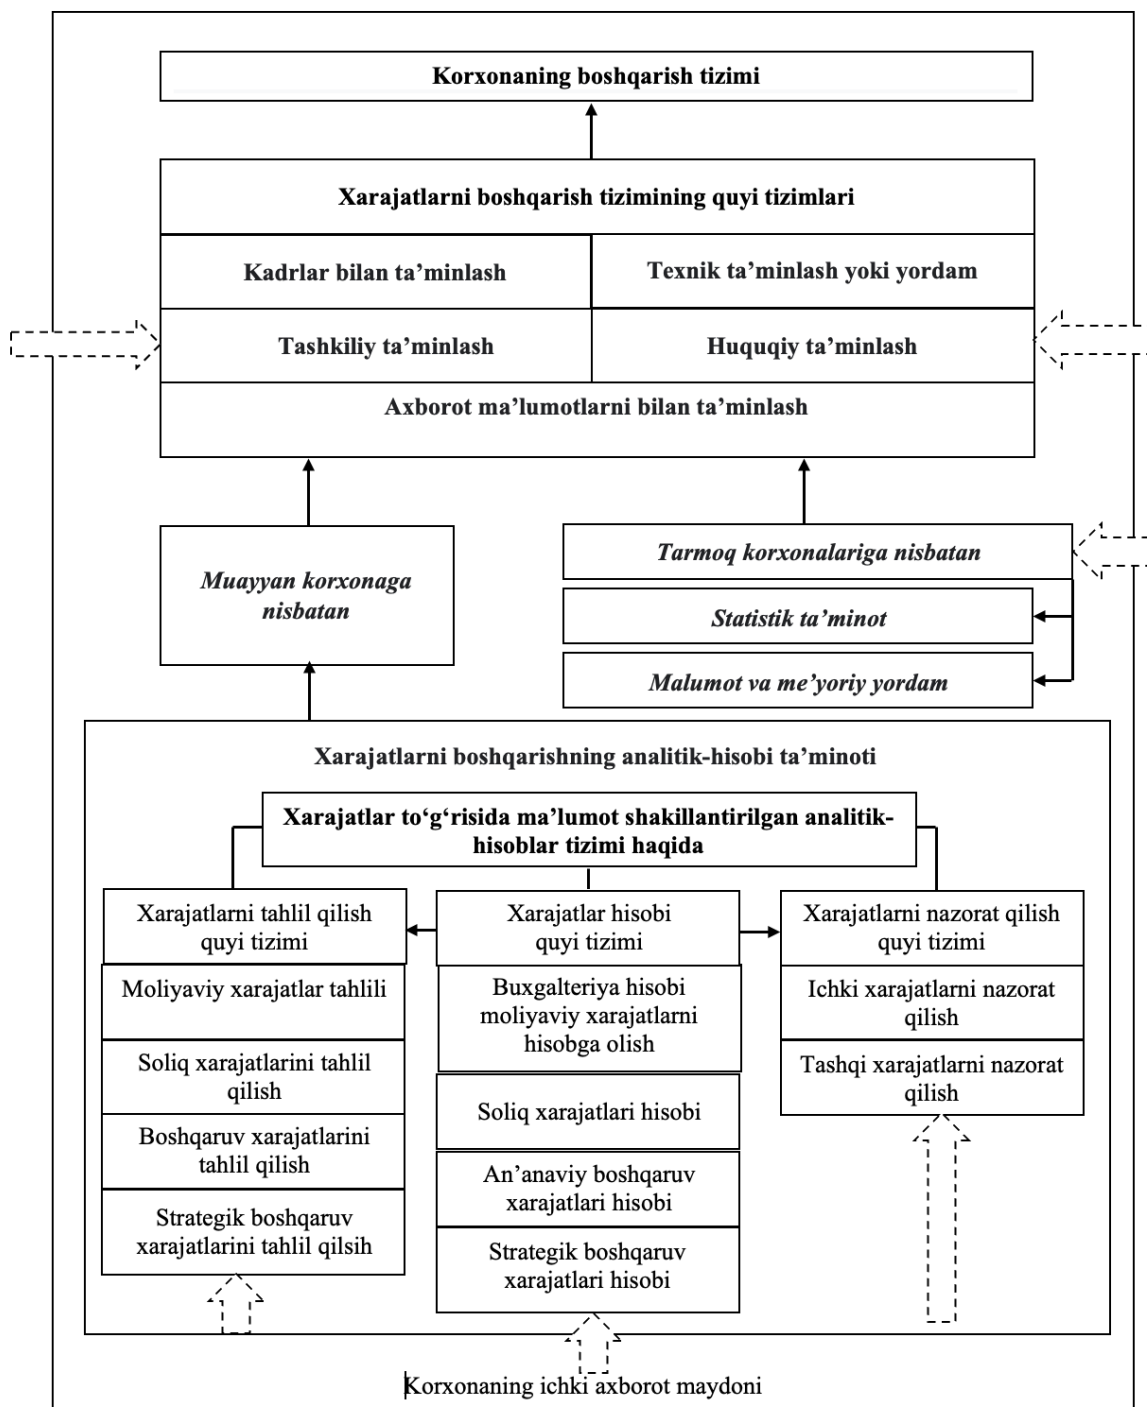 Korxonaning boshqarish tizimi
Xarajatlarni boshqarish tizimining quyi tizimlari
Kadrlar bilan ta’minlash
Texnik ta’minlash yoki yordam
Tashkiliy ta’minlash
Huquqiy ta’minlash
Axborot ma’lumotlarni bilan ta’minlash
Muayyan korxonaga
nisbatan
Tarmoq korxonalariga nisbatan
Statistik ta’minot
Malumot va me’yoriy yordam
Xarajatlarni boshqarishning analitik-hisobi ta’minoti
Xarajatlar to‘g‘risida ma’lumot shakillantirilgan analitik-
hisoblar tizimi haqida
Xarajatlarni tahlil qilish
quyi tizimi
Moliyaviy xarajatlar tahlili
Soliq xarajatlarini tahlil
qilish
Boshqaruv xarajatlarini
tahlil qilish
Strategik boshqaruv
xarajatlarini tahlil qilsih
Xarajatlar hisobi
quyi tizimi
Buxgalteriya hisobi
moliyaviy xarajatlarni
hisobga olish
Soliq xarajatlari hisobi
An’anaviy boshqaruv
xarajatlari hisobi
Strategik boshqaruv
xarajatlari hisobi
Xarajatlarni nazorat qilish
quyi tizimi
Ichki xarajatlarni nazorat
qilish
Tashqi xarajatlarni nazorat
qilish
Korxonaning ichki axborot maydoni